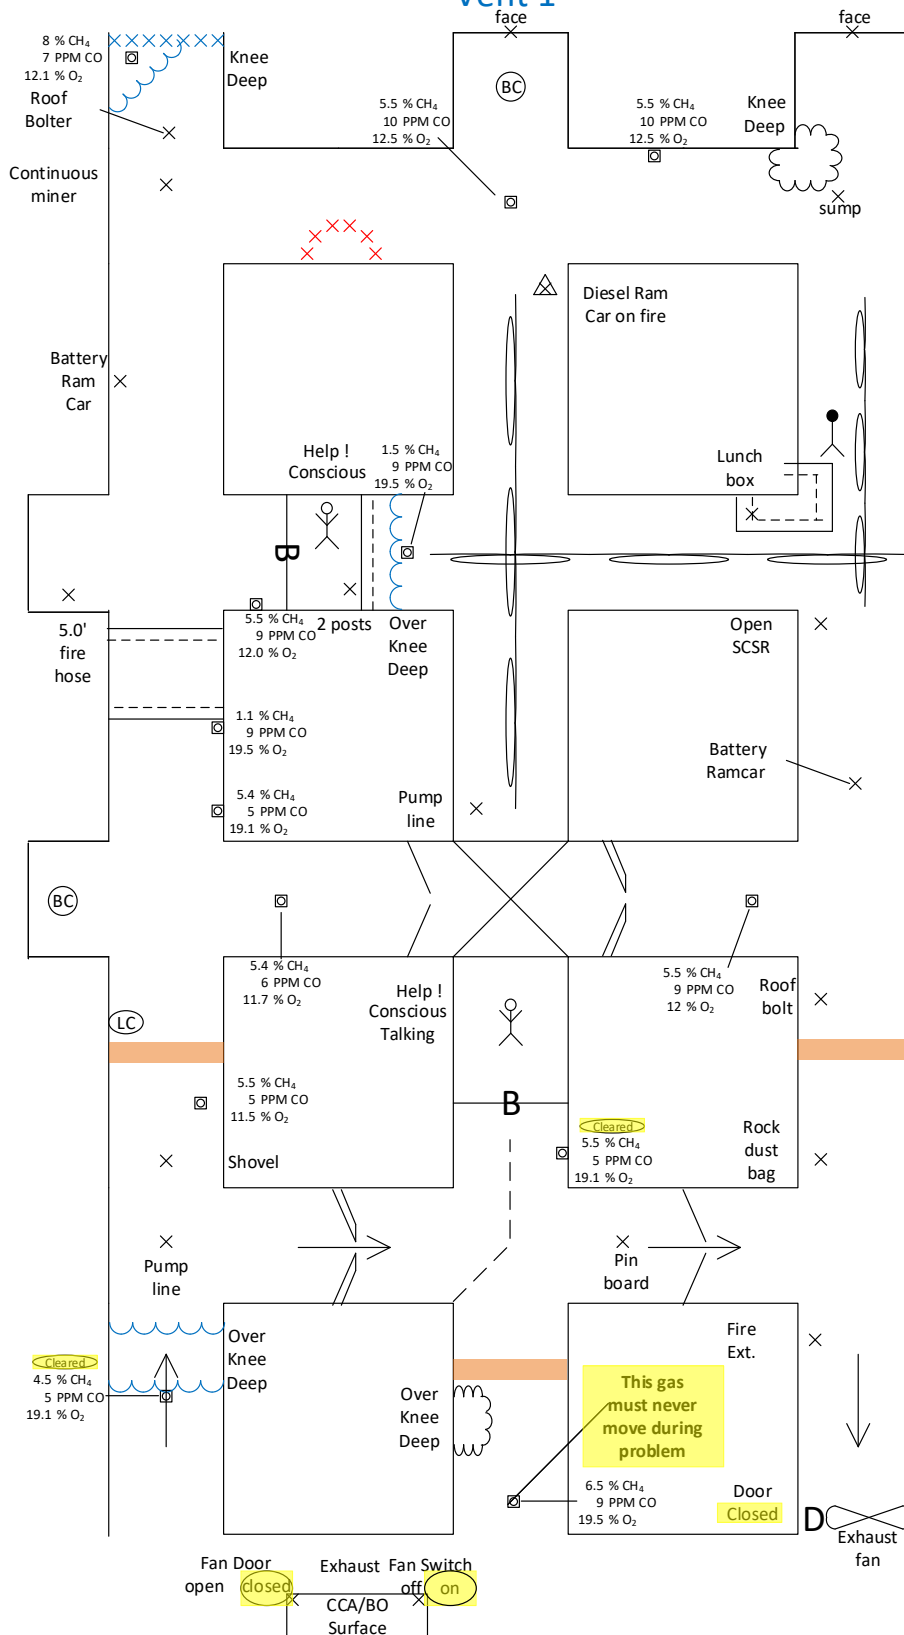 Vent 1
face
face
8 % CH₄
7 PPM CO
12.1 % O₂
Roof
Bolter
Knee
Deep
BC
5.5 % CH₄
10 PPM CO
12.5 % O₂
5.5 % CH₄
10 PPM CO
12.5 % O₂
Knee
Deep
sump
Continuous
miner
Diesel Ram
Car on fire
Battery
Ram
Car
Help !
Conscious
1.5 % CH₄
9 PPM CO
19.5 % O₂
Lunch
box
B
2 posts
5.0'
fire
hose
5.5 % CH₄
9 PPM CO
12.0 % O₂
Over
Knee
Deep
Open
SCSR
1.1 % CH₄
9 PPM CO
19.5 % O₂
5.4 % CH₄
5 PPM CO
19.1 % O₂
Pump
line
Battery
Ramcar
BC
5.4 % CH₄
6 PPM CO
11.7 % O₂
Help !
Conscious
Talking
5.5 % CH₄
9 PPM CO
12 % O₂
Roof
bolt
LC
5.5 % CH₄
5 PPM CO
11.5 % O₂
B
Cleared
5.5 % CH₄
5 PPM CO
19.1 % O₂
Rock
dust
bag
Shovel
Pump
line
Pin
board
Over
Knee
Deep
Fire
Ext.
Cleared
4.5 % CH₄
5 PPM CO
19.1 % O₂
Over
Knee
Deep
This gas
must never
move during
problem
6.5 % CH₄
9 PPM CO
19.5 % O₂
Door
Closed
D
Exhaust
fan
Fan Door
open closed
Exhaust
Fan Switch
off on
CCA/BO
Surface